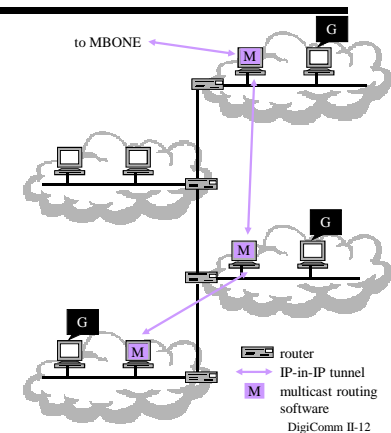 G
to MBONE
M
M
G
G
M
router
IP-in-IP tunnel
M multicast routing
software
DigiComm II-12